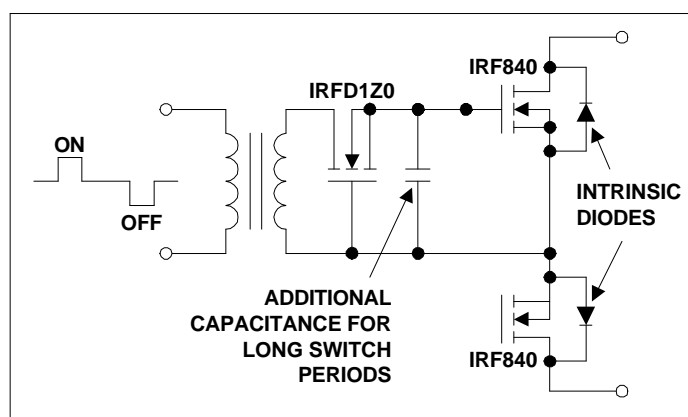 IRF840
IRFD1Z0
ON
OFF
INTRINSIC
DIODES
ADDITIONAL
CAPACITANCE FOR
LONG SWITCH
PERIODS
IRF840